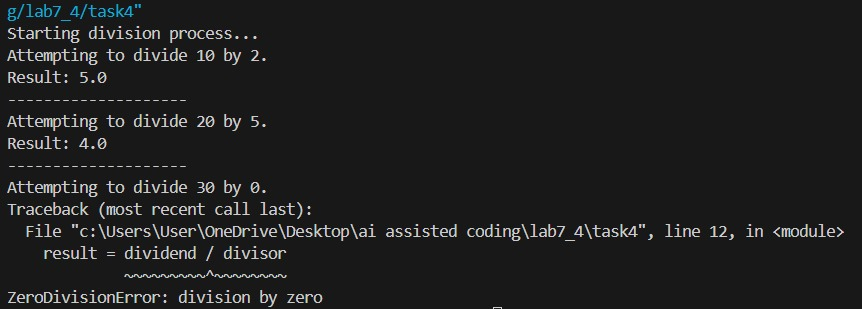 g/lab7_4/task4"
Starting division process...
Attempting to divide 10 by 2.
Result: 5.0
--------------------
Attempting to divide 20 by 5.
Result: 4.0
--------------------
Attempting to divide 30 by 0.
Traceback (most recent call last):
  File "c:\Users\User\OneDrive\Desktop\ai assisted coding\lab7_4\task4", line 12, in <module>
    result = dividend / divisor
             ~~~~~~~~~^~~~~~~~~
ZeroDivisionError: division by zero